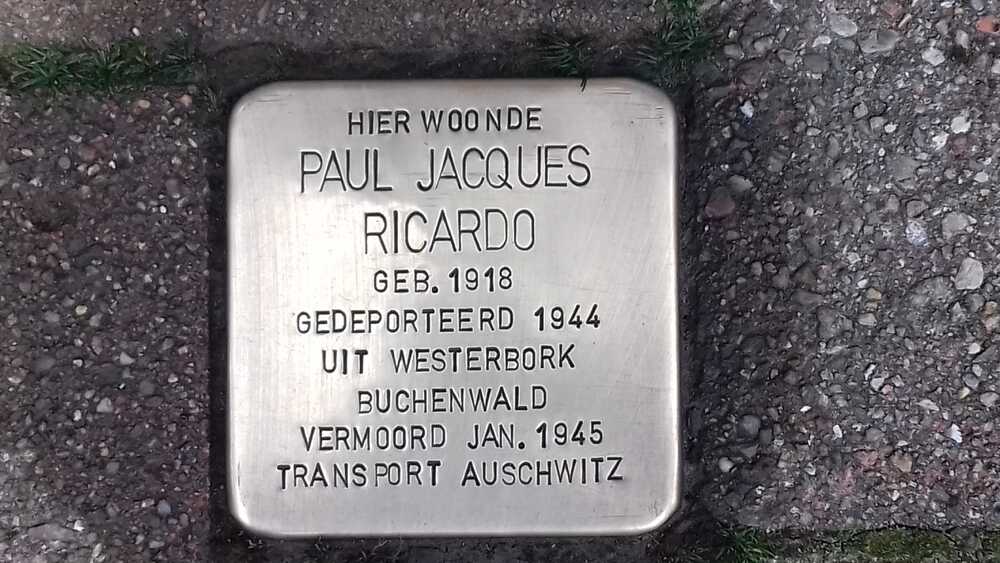 HIER WOONDE
PAUL JACQUES
RICARDO
GEB. 1918
GEDEPORTEERD 1944
UIT WESTERBORK
BUCHENWALD
VERMOORD JAN. 1945
TRANSPORT AUSCHWITZ